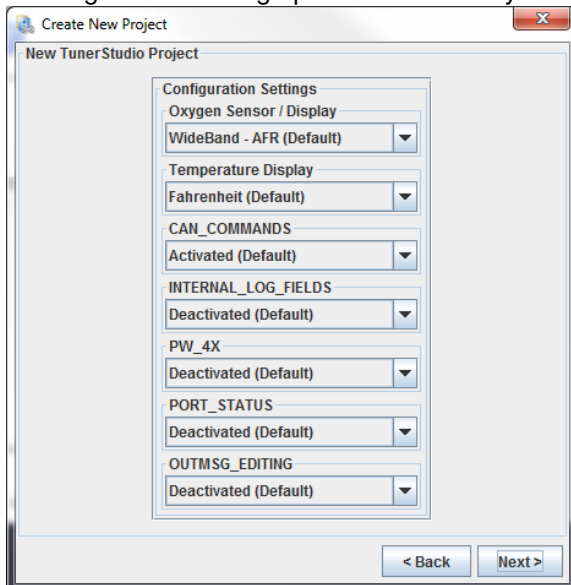 Create New Project
New TunerStudio Project
Configuration Settings
Oxygen Sensor / Display
WideBand - AFR (Default)
Temperature Display
Fahrenheit (Default)
CAN_COMMANDS
Activated (Default)
INTERNAL_LOG_FIELDS
Deactivated (Default)
PW_4X
Deactivated (Default)
PORT_STATUS
Deactivated (Default)
OUTMSG_EDITING
Deactivated (Default)
< Back Next >